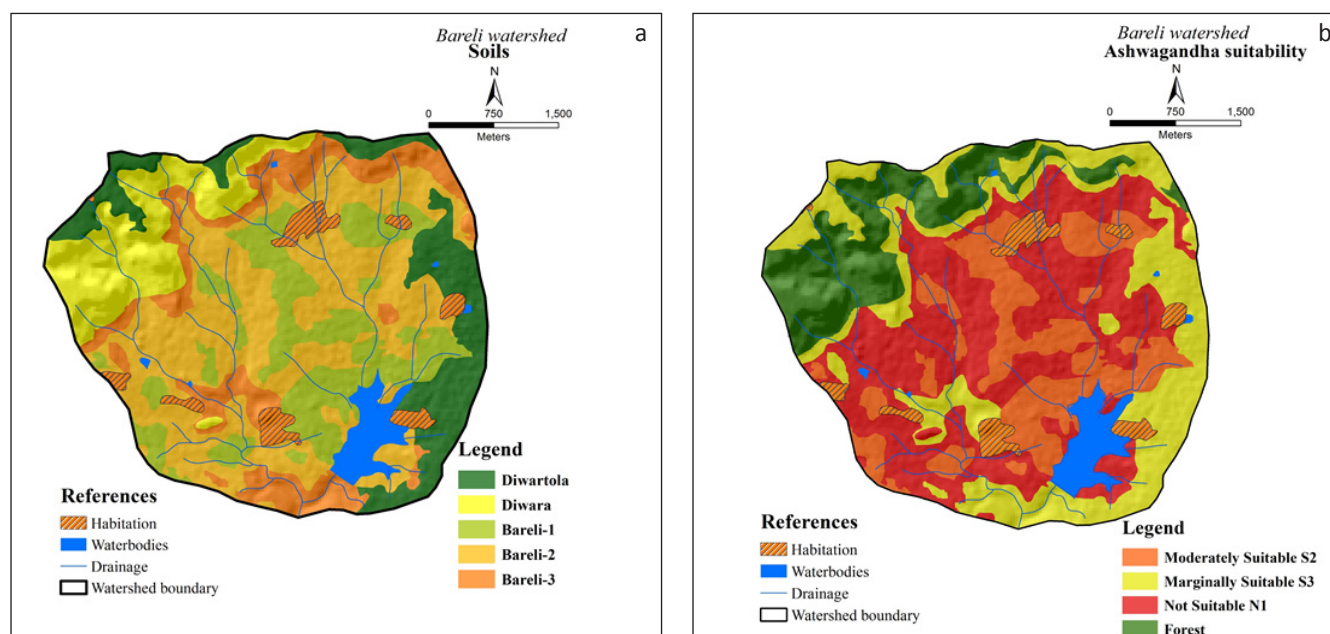 Bareli watershed
Soils
a
N
0 750 1,500
Meters
References
Habitation
Waterbodies
Drainage
Watershed boundary
Legend
Diwartola
Diwara
Bareli-1
Bareli-2
Bareli-3
Bareli watershed
Ashwagandha suitability
b
N
0 750 1,500
Meters
References
Habitation
Waterbodies
Drainage
Watershed boundary
Legend
Moderately Suitable S2
Marginally Suitable S3
Not Suitable N1
Forest